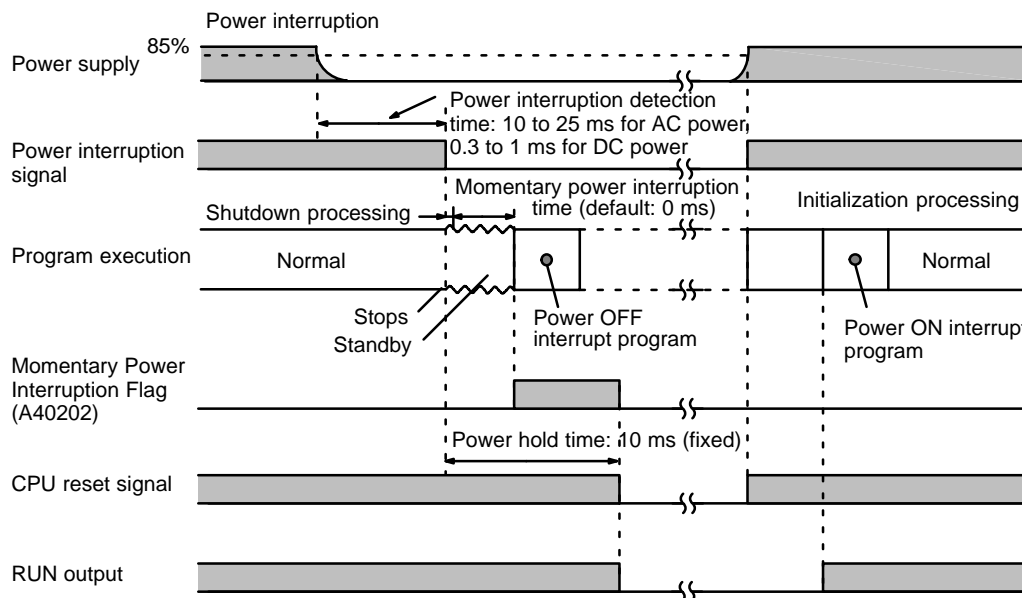 Power interruption
85%
Power supply
Power interruption detection
time: 10 to 25 ms for AC power,
0.3 to 1 ms for DC power
Power interruption
signal
Momentary power interruption
time (default: 0 ms)
Shutdown processing
Initialization processing
Program execution
Normal
Normal
Stops
Standby
Power OFF
interrupt program
Power ON interrupt
program
Momentary Power
Interruption Flag
(A40202)
Power hold time: 10 ms (fixed)
CPU reset signal
RUN output